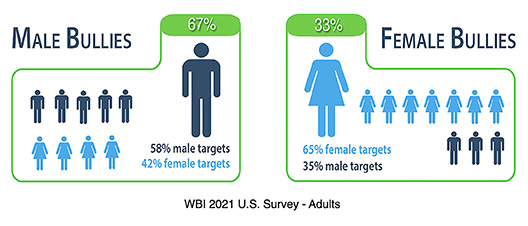 MALE BULLIES
67%
58% male targets
42% female targets
33%
FEMALE BULLIES
65% female targets
35% male targets
WBI 2021 U.S. Survey - Adults